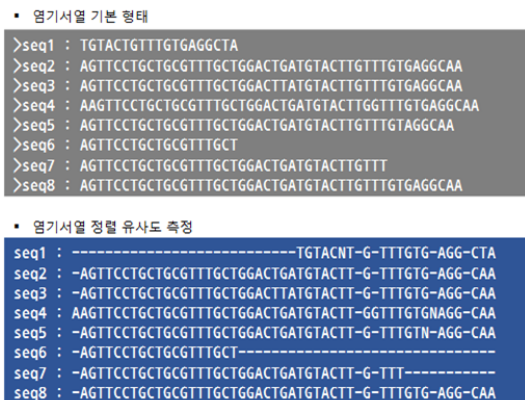 ▪ 염기서열 기본 형태
>seq1 : TGTACTGTTTGTGAGGCTA
>seq2 : AGTTCCTGCTGCGTTTGCTGGACTGATGTACTTGTTTGTGAGGCAA
>seq3 : AGTTCCTGCTGCGTTTGCTGGACTTATGTACTTGTTTGTGAGGCAA
>seq4 : AAGTTCCTGCTGCGTTTGCTGGACTGATGTACTTGGTTTGTGAGGCAA
>seq5 : AGTTCCTGCTGCGTTTGCTGGACTGATGTACTTGTTTGTAGGCAA
>seq6 : AGTTCCTGCTGCGTTTGCT
>seq7 : AGTTCCTGCTGCGTTTGCTGGACTGATGTACTTGTTT
>seq8 : AGTTCCTGCTGCGTTTGCTGGACTGATGTACTTGTTTGTGAGGCAA
▪ 염기서열 정렬 유사도 측정
seq1 : ---------------------------TGTACNT-G-TTTGTG-AGG-CTA
seq2 : -AGTTCCTGCTGCGTTTGCTGGACTGATGTACTT-G-TTTGTG-AGG-CAA
seq3 : -AGTTCCTGCTGCGTTTGCTGGACTTATGTACTT-G-TTTGTG-AGG-CAA
seq4 : AAGTTCCTGCTGCGTTTGCTGGACTGATGTACTT-GGTTTGTGNAGG-CAA
seq5 : -AGTTCCTGCTGCGTTTGCTGGACTGATGTACTT-G-TTTGTN-AGG-CAA
seq6 : -AGTTCCTGCTGCGTTTGCT-------------------------------
seq7 : -AGTTCCTGCTGCGTTTGCTGGACTGATGTACTT-G-TTT-----------
seq8 : -AGTTCCTGCTGCGTTTGCTGGACTGATGTACTT-G-TTTGTG-AGG-CAA